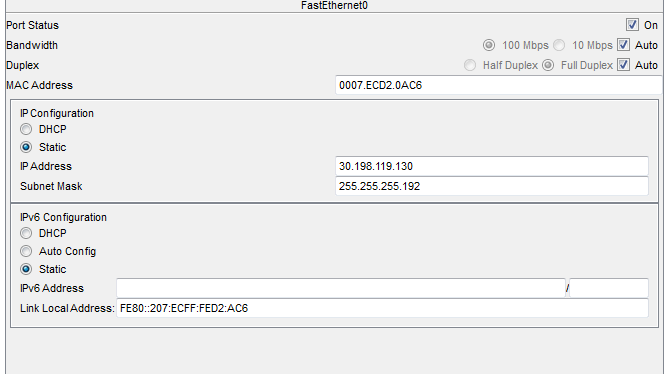 FastEthernet0
Port Status On
Bandwidth 100 Mbps 10 Mbps Auto
Duplex Half Duplex Full Duplex Auto
MAC Address 0007.ECD2.0AC6
IP Configuration
DHCP
Static
IP Address 30.198.119.130
Subnet Mask 255.255.255.192
IPv6 Configuration
DHCP
Auto Config
Static
IPv6 Address /
Link Local Address: FE80::207:ECFF:FED2:AC6